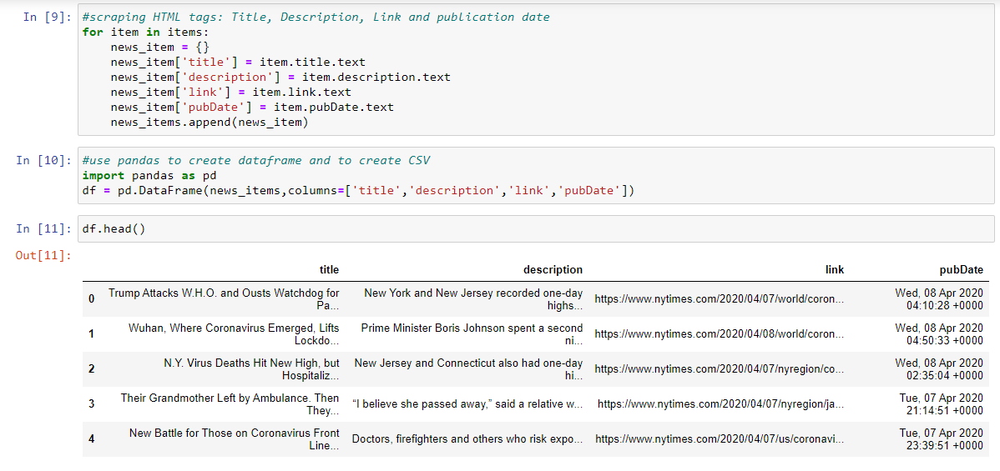 In [9]: #scraping HTML tags: Title, Description, Link and publication date
for item in items:
    news_item = {}
    news_item['title'] = item.title.text
    news_item['description'] = item.description.text
    news_item['link'] = item.link.text
    news_item['pubDate'] = item.pubDate.text
    news_items.append(news_item)
In [10]: #use pandas to create dataframe and to create CSV
import pandas as pd
df = pd.DataFrame(news_items,columns=['title','description','link','pubDate'])
In [11]: df.head()
Out[11]:
title description link pubDate
0 Trump Attacks W.H.O. and Ousts Watchdog for Pa... New York and New Jersey recorded one-day highs... https://www.nytimes.com/2020/04/07/world/coron... Wed, 08 Apr 2020 04:10:28 +0000
1 Wuhan, Where Coronavirus Emerged, Lifts Lockdo... Prime Minister Boris Johnson spent a second ni... https://www.nytimes.com/2020/04/08/world/coron... Wed, 08 Apr 2020 04:50:33 +0000
2 N.Y. Virus Deaths Hit New High, but Hospitaliz... New Jersey and Connecticut also had one-day hi... https://www.nytimes.com/2020/04/07/nyregion/co... Wed, 08 Apr 2020 02:35:04 +0000
3 Their Grandmother Left by Ambulance. Then They... “I believe she passed away,” said a relative w... https://www.nytimes.com/2020/04/07/nyregion/ja... Tue, 07 Apr 2020 21:14:51 +0000
4 New Battle for Those on Coronavirus Front Line... Doctors, firefighters and others who risk expo... https://www.nytimes.com/2020/04/07/us/coronavi... Tue, 07 Apr 2020 23:39:51 +0000